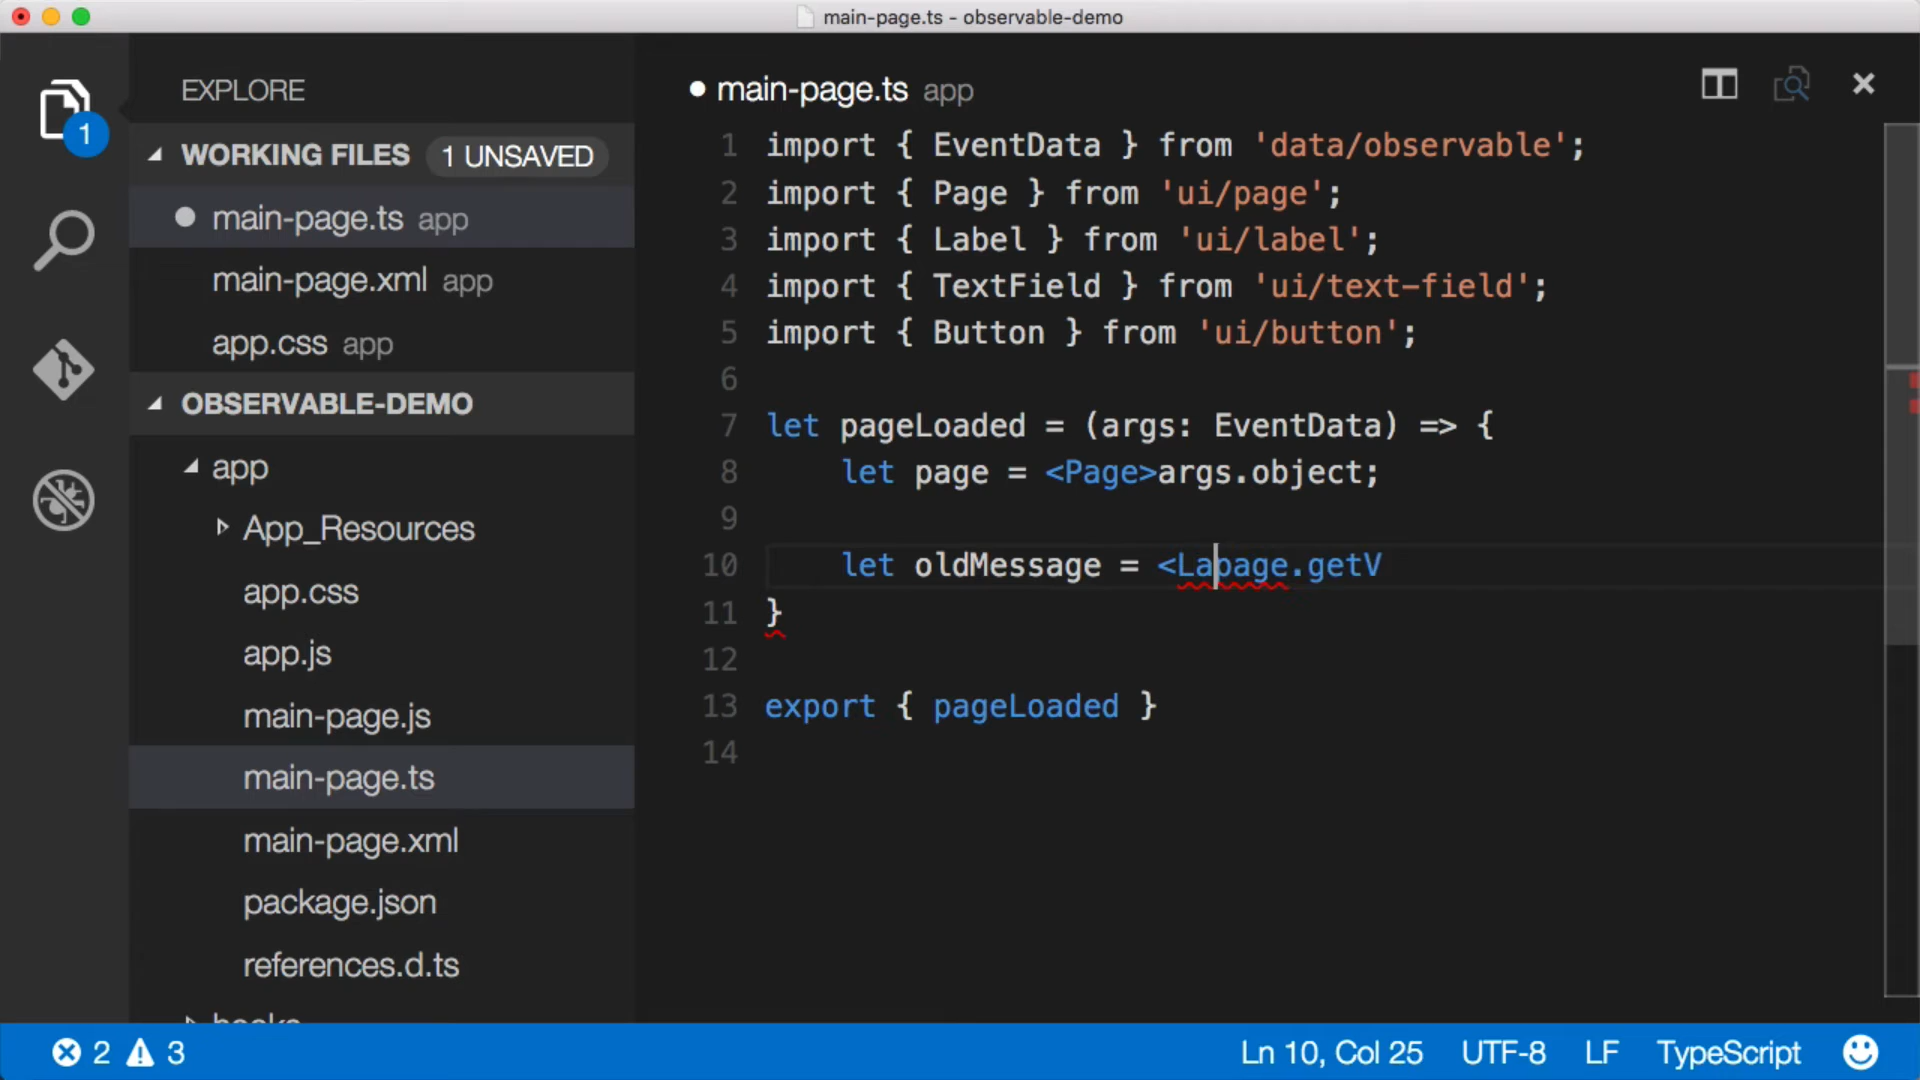 main-page.ts - observable-demo
EXPLORE
1
WORKING FILES 1 UNSAVED
main-page.ts app
main-page.xml app
app.css app
OBSERVABLE-DEMO
app
App_Resources
app.css
app.js
main-page.js
main-page.ts
main-page.xml
package.json
references.d.ts
main-page.ts app
1 import { EventData } from 'data/observable';
2 import { Page } from 'ui/page';
3 import { Label } from 'ui/label';
4 import { TextField } from 'ui/text-field';
5 import { Button } from 'ui/button';
6
7 let pageLoaded = (args: EventData) => {
8 let page = <Page>args.object;
9
10 let oldMessage = <Lapage.getV
11 }
12
13 export { pageLoaded }
14
2 3
Ln 10, Col 25 UTF-8 LF TypeScript